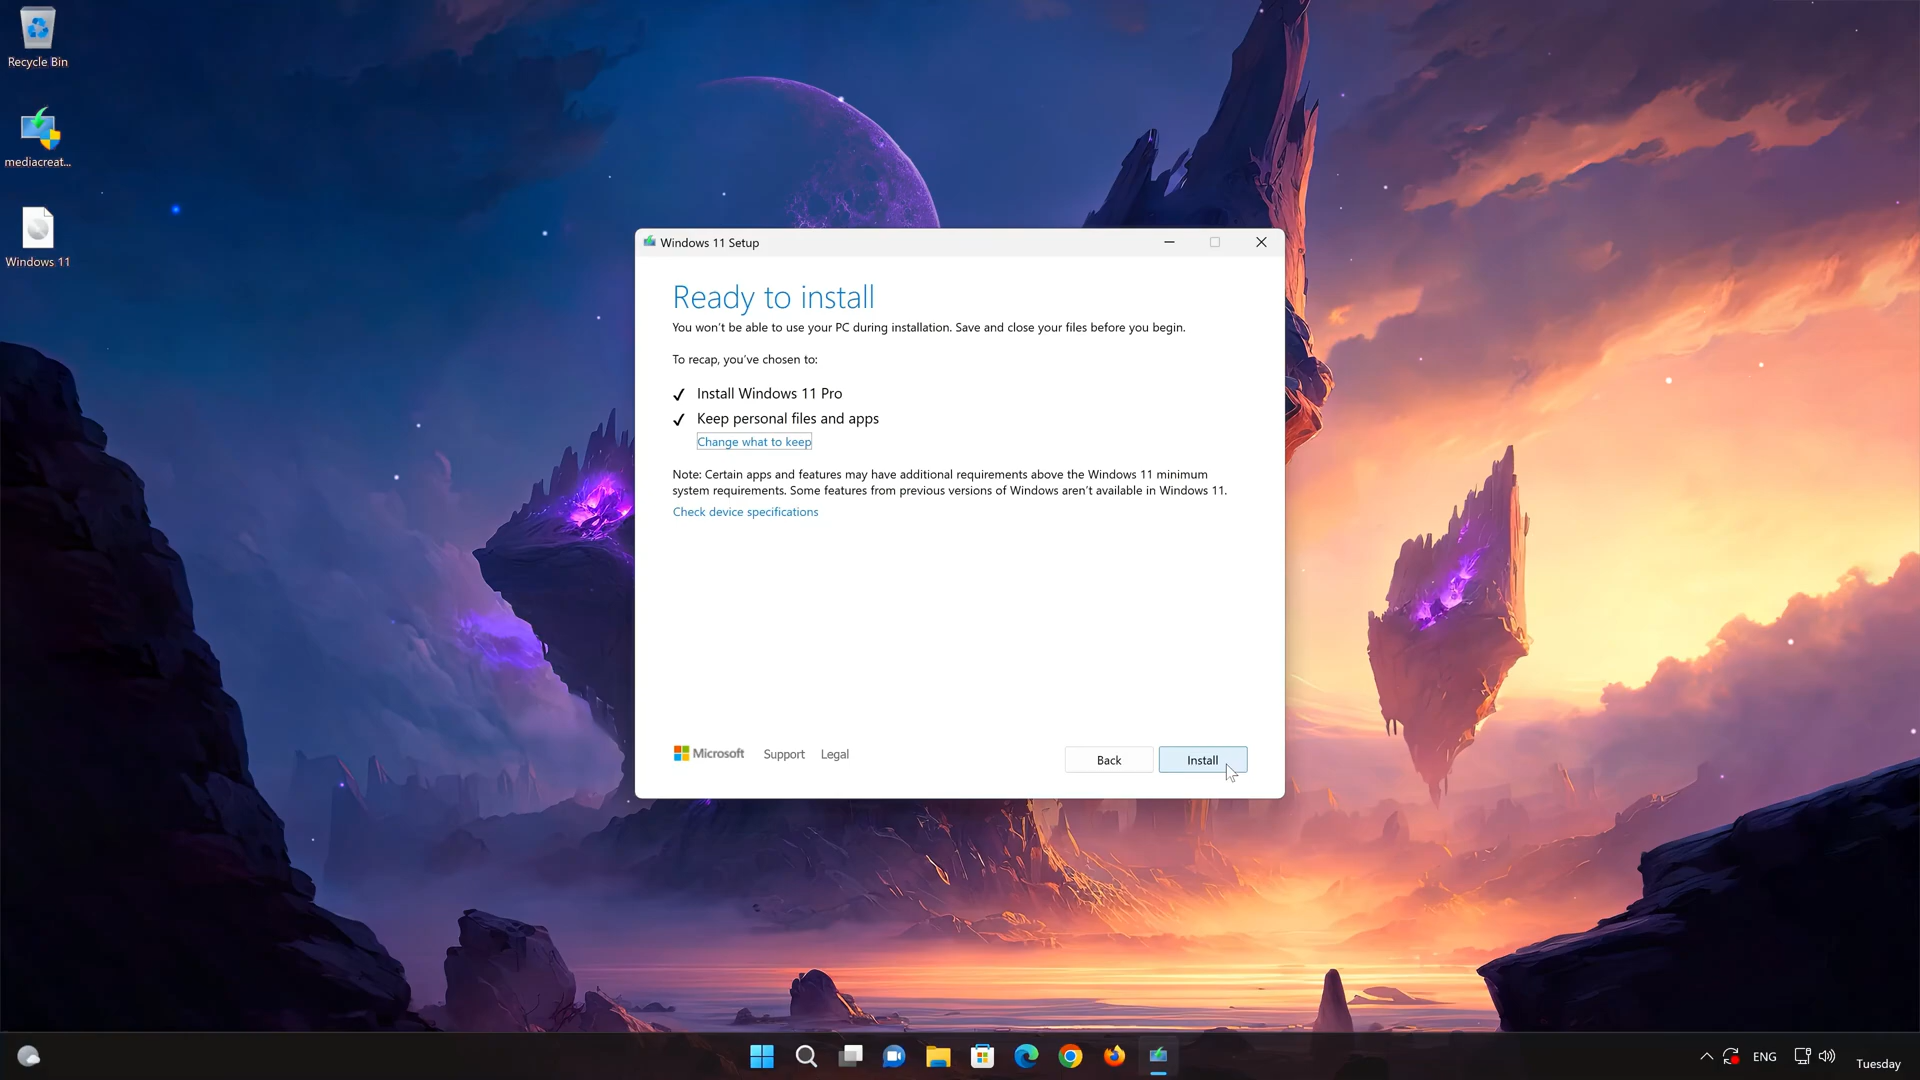 Recycle Bin
mediacreat...
Windows 11
Windows 11 Setup
Ready to install
You won't be able to use your PC during installation. Save and close your files before you begin.
To recap, you've chosen to:
Install Windows 11 Pro
Keep personal files and apps
Change what to keep
Note: Certain apps and features may have additional requirements above the Windows 11 minimum
system requirements. Some features from previous versions of Windows aren't available in Windows 11.
Check device specifications
Microsoft Support Legal
Back Install
ENG
Tuesday